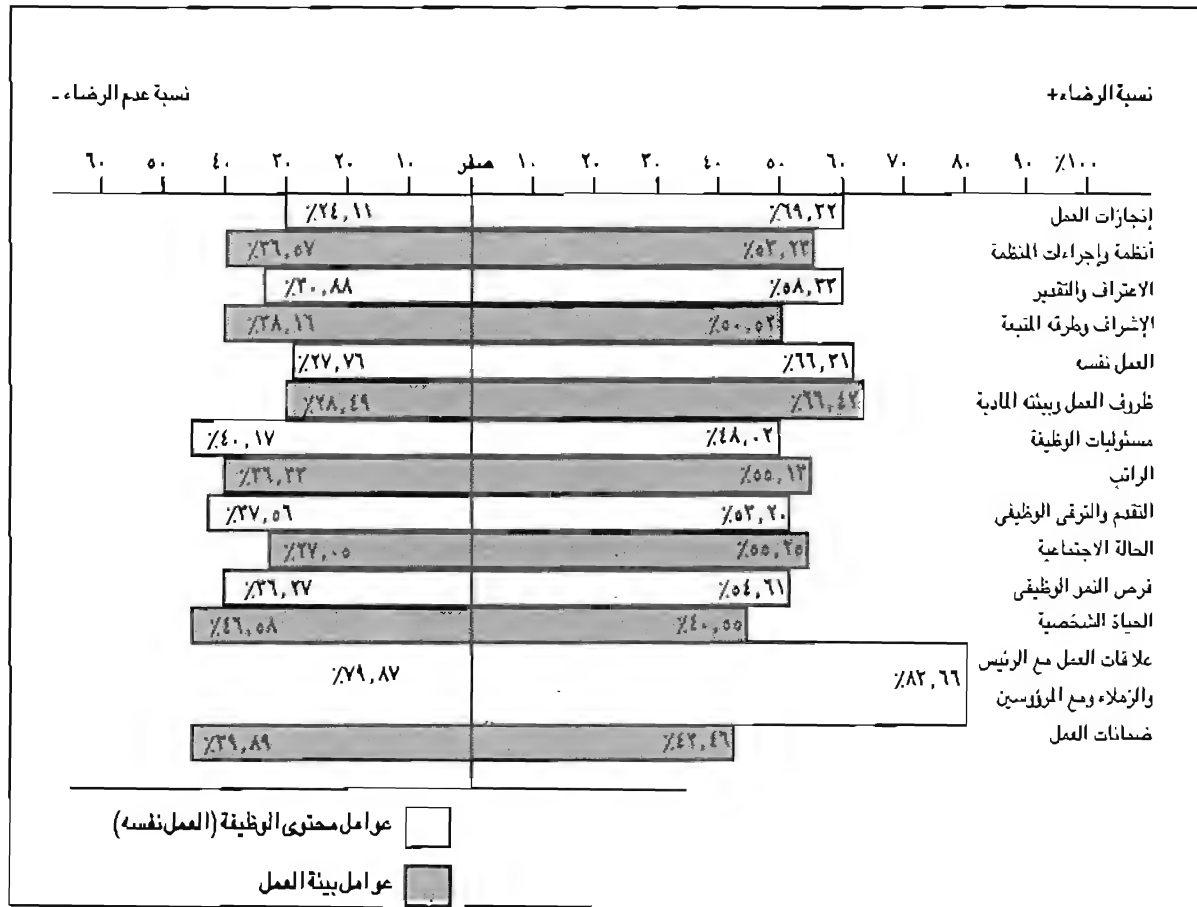 نسبة الرضاء+ نسبة عدم الرضاء -
٪١٠٠ ٩٠ ٨٠ ٧٠ ٦٠ ٥٠ ٤٠ ٣٠ ٢٠ ١٠ صفر ١٠ ٢٠ ٣٠ ٤٠ ٥٠ ٦٠
إنجازات العمل ٪٦٩,٢٢ ٪٢٤,١١
أنظمة وإجراءات المنظمة ٪٥٣,٢٣ ٪٣٦,٥٧
الاعتراف والتقدير ٪٥٨,٣٢ ٪٣٠,٨٨
الإشراف وطرقه المتبعة ٪٥٠,٥٢ ٪٣٨,١٦
العمل نفسه ٪٦٦,٣١ ٪٢٧,٧٦
ظروف العمل وبيئته المادية ٪٦٦,٤٢ ٪٢٨,٤٩
مسئوليات الوظيفة ٪٤٨,٠٢ ٪٤٠,١٧
الراتب ٪٥٥,١٣ ٪٣٦,٣٣
التقدم والترقى الوظيفى ٪٥٣,٢٠ ٪٣٧,٥٦
الحالة الاجتماعية ٪٥٥,٢٥ ٪٢٧,٠٥
فرص النمو الوظيفى ٪٥٤,٦١ ٪٣٦,٢٧
الحياة الشخصية ٪٤٠,٥٥ ٪٤٦,٥٨
علاقات العمل مع الرئيس
والزملاء ومع المرؤوسين ٪٨٢,٦٦ ٪٧٩,٨٧
ضمانات العمل ٪٤٢,٤٦ ٪٣٩,٨٩
عوامل محتوى الوظيفة (العمل نفسه)
عوامل بيئة العمل